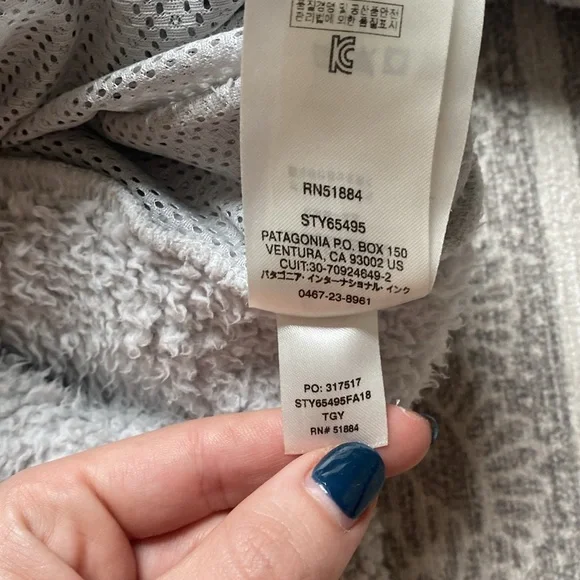 RN51884
STY65495
PATAGONIA P.O. BOX 150
VENTURA, CA 93002 US
CUIT:30-70924649-2
パタゴニア・インターナショナル・インク
0467-23-8961
PO: 317517
STY65495FA18
TGY
RN# 51884